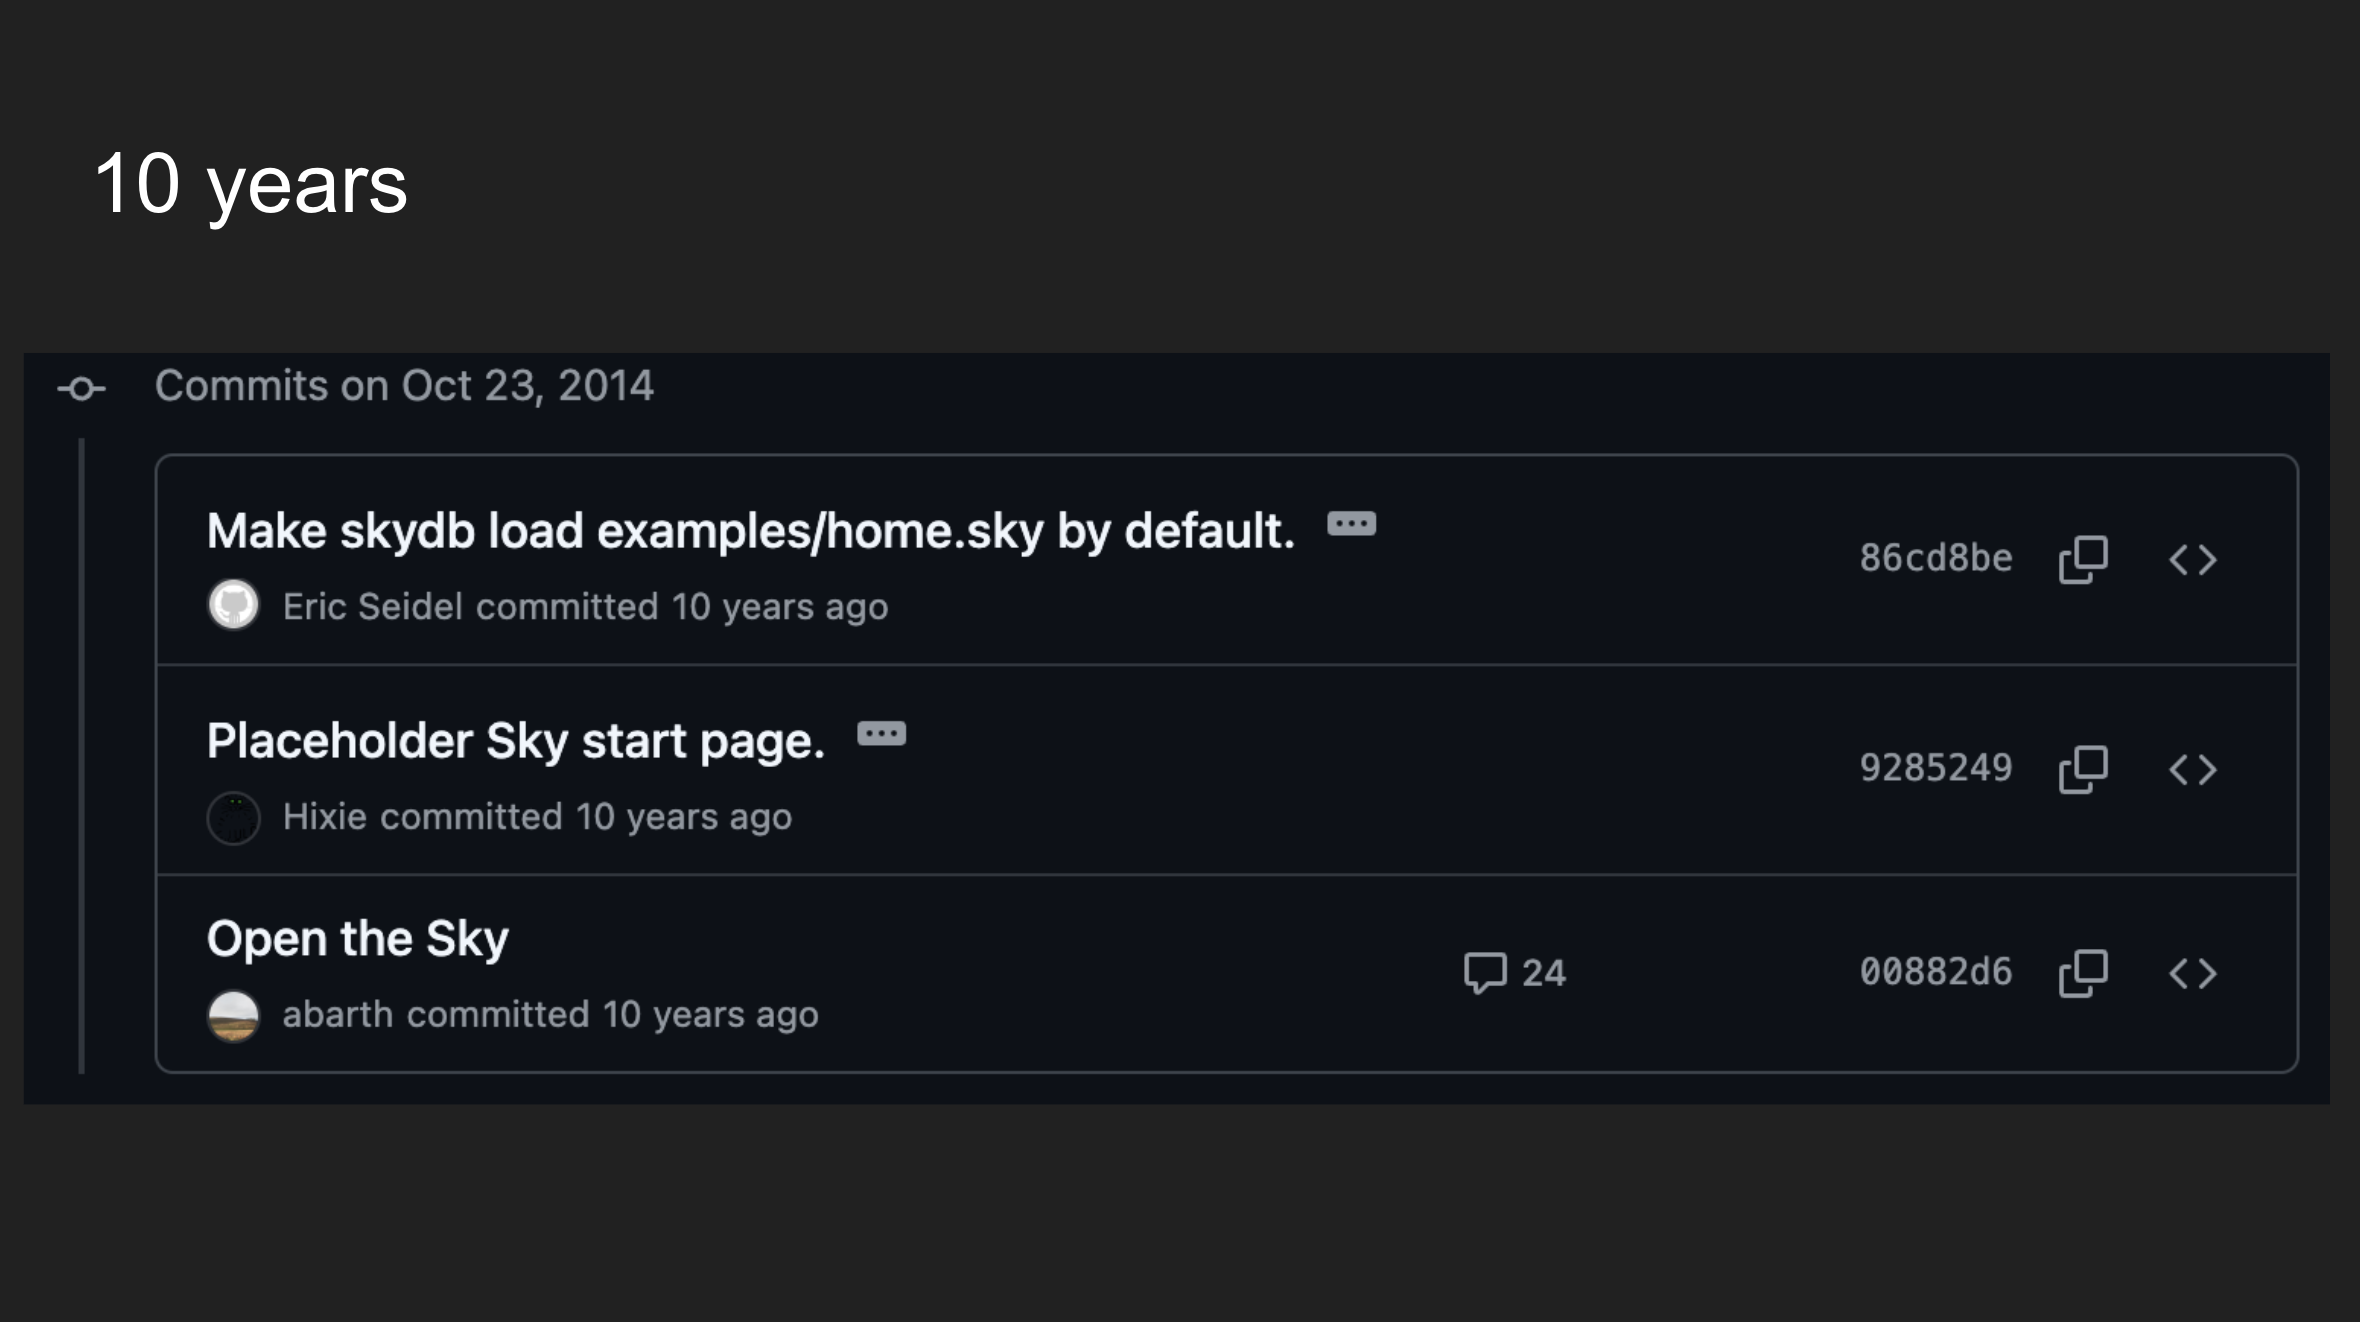 10 years
Commits on Oct 23, 2014
Make skydb load examples/home.sky by default.
Eric Seidel committed 10 years ago
86cd8be
Placeholder Sky start page.
Hixie committed 10 years ago
9285249
Open the Sky
abarth committed 10 years ago
24
00882d6